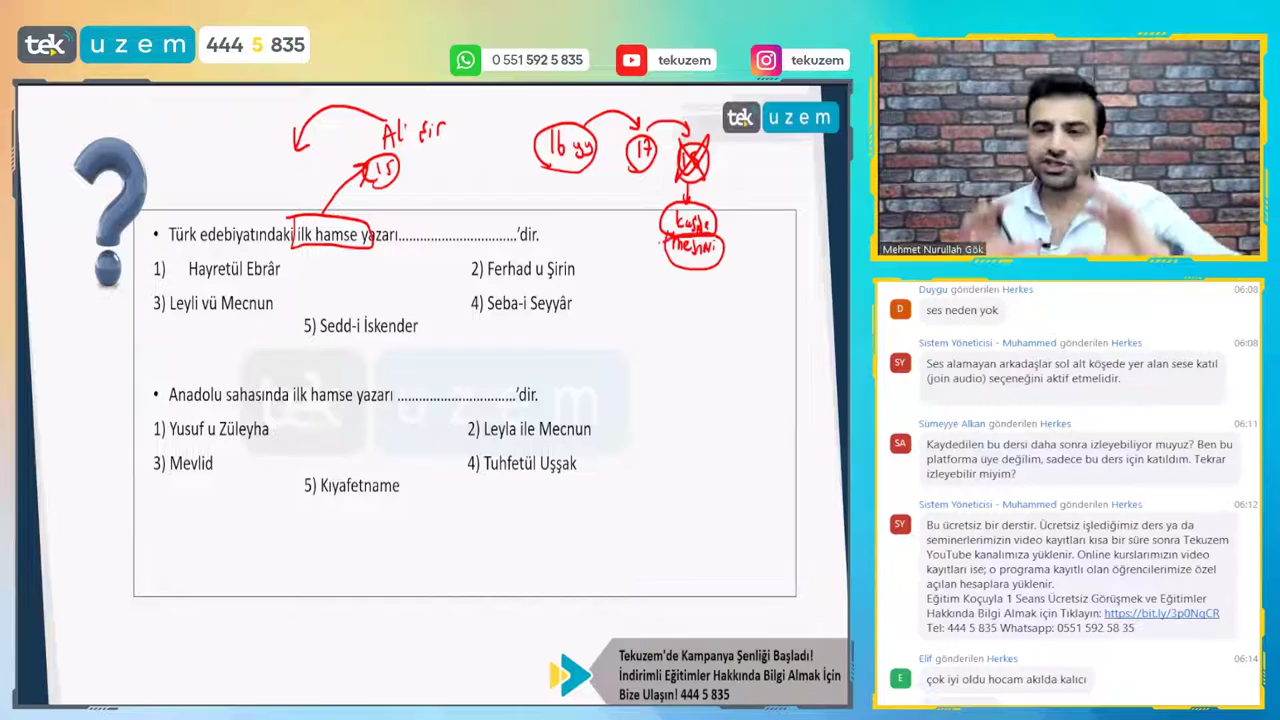 tek uzem 444 5 835
0 551 592 5 835 tekuzem tekuzem
tek uzem
Ali Şir
15
16 yy 17
kaside
mesnevi
• Türk edebiyatındaki ilk hamse yazarı.................................'dir.
1) Hayretül Ebrâr 2) Ferhad u Şirin
3) Leyli vü Mecnun 4) Seba-i Seyyâr
5) Sedd-i İskender
• Anadolu sahasında ilk hamse yazarı .................................'dir.
1) Yusuf u Züleyha 2) Leyla ile Mecnun
3) Mevlid 4) Tuhfetül Uşşak
5) Kıyafetname
tek uzem
Tekuzem'de Kampanya Şenliği Başladı!
İndirimli Eğitimler Hakkında Bilgi Almak İçin
Bize Ulaşın! 444 5 835
Mehmet Nurullah Gök
Duygu gönderilen Herkes 06:08
D ses neden yok
Sistem Yöneticisi - Muhammed gönderilen Herkes 06:08
SY Ses alamayan arkadaşlar sol alt köşede yer alan sese katıl
(join audio) seçeneğini aktif etmelidir.
Sümeyye Alkan gönderilen Herkes 06:11
SA Kaydedilen bu dersi daha sonra izleyebiliyor muyuz? Ben bu
platforma üye değilim, sadece bu ders için katıldım. Tekrar
izleyebilir miyim?
Sistem Yöneticisi - Muhammed gönderilen Herkes 06:12
SY Bu ücretsiz bir derstir. Ücretsiz işlediğimiz ders ya da
seminerlerimizin video kayıtları kısa bir süre sonra Tekuzem
YouTube kanalımıza yüklenir. Online kurslarımızın video
kayıtları ise; o programa kayıtlı olan öğrencilerimize özel
açılan hesaplara yüklenir.
Eğitim Koçuyla 1 Seans Ücretsiz Görüşmek ve Eğitimler
Hakkında Bilgi Almak için Tıklayın: https://bit.ly/3p0NqCR
Tel: 444 5 835 Whatsapp: 0551 592 58 35
Elif gönderilen Herkes 06:14
E çok iyi oldu hocam akılda kalıcı